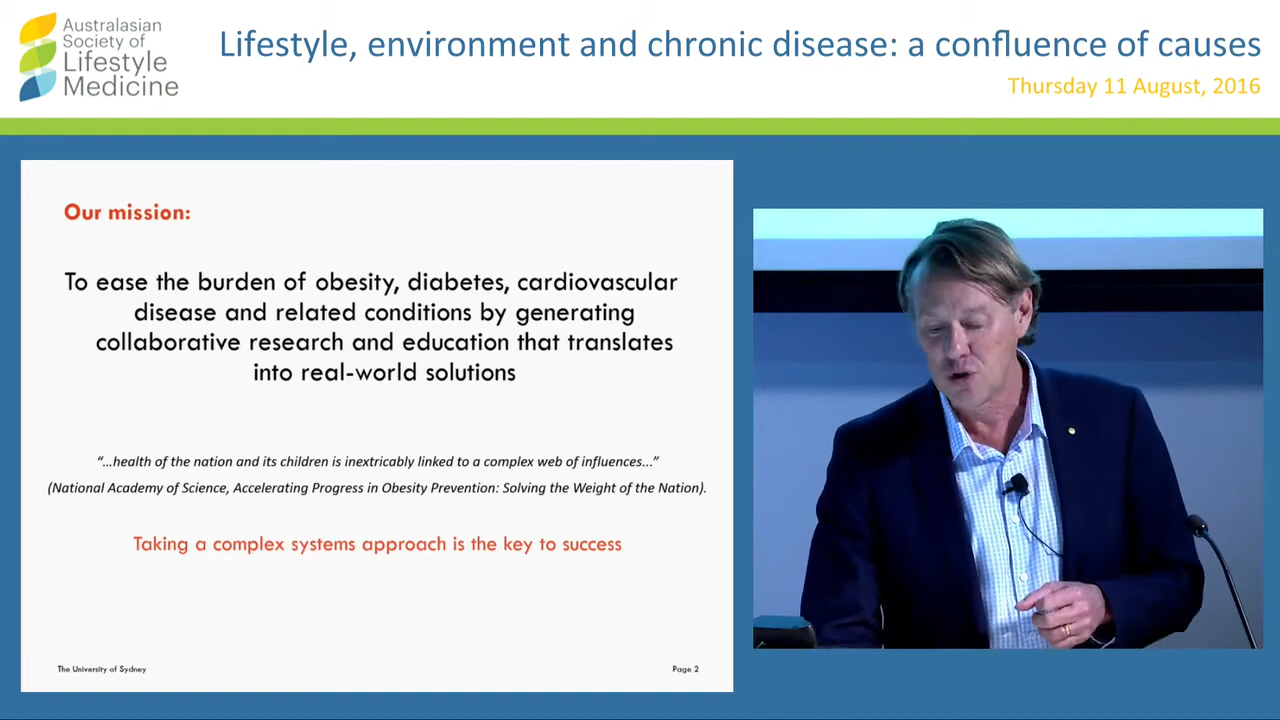 Australasian
Society of
Lifestyle
Medicine
Lifestyle, environment and chronic disease: a confluence of causes
Thursday 11 August, 2016
Our mission:
To ease the burden of obesity, diabetes, cardiovascular
disease and related conditions by generating
collaborative research and education that translates
into real-world solutions
“...health of the nation and its children is inextricably linked to a complex web of influences...”
(National Academy of Science, Accelerating Progress in Obesity Prevention: Solving the Weight of the Nation).
Taking a complex systems approach is the key to success
The University of Sydney
Page 2